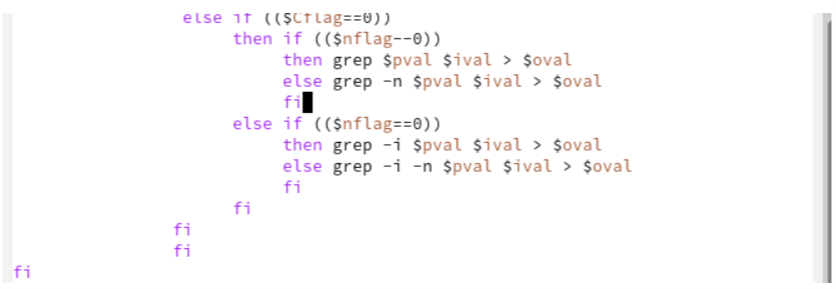 else if (($Cflag==0))
then if (($nflag--0))
then grep $pval $ival > $oval
else grep -n $pval $ival > $oval
fi
else if (($nflag==0))
then grep -i $pval $ival > $oval
else grep -i -n $pval $ival > $oval
fi
fi
fi
fi
fi